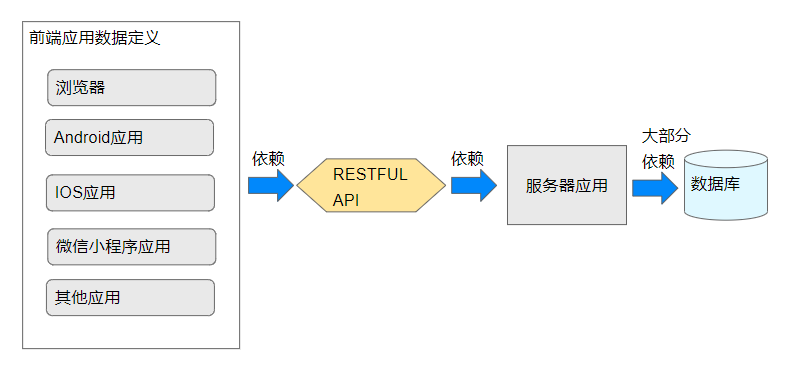 前端应用数据定义
浏览器
Android应用
IOS应用
微信小程序应用
其他应用
依赖
RESTFUL
API
依赖
服务器应用
大部分
依赖
数据库